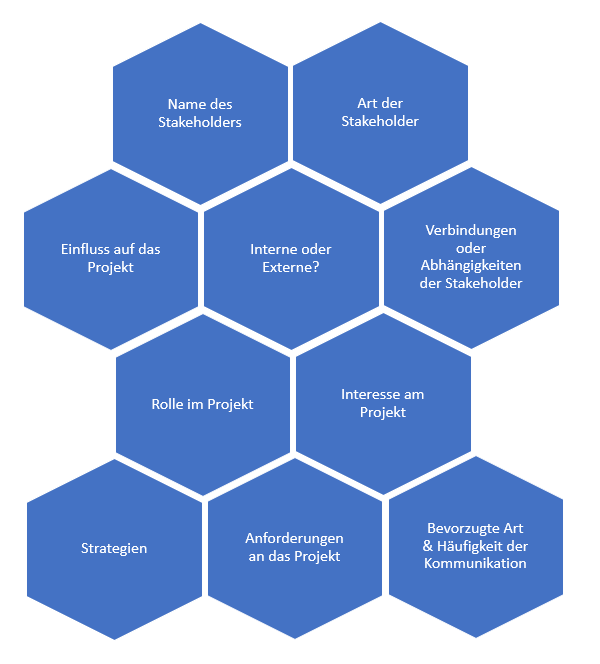 Name des
Stakeholders
Art der
Stakeholder
Einfluss auf das
Projekt
Interne oder
Externe?
Verbindungen
oder
Abhängigkeiten
der Stakeholder
Rolle im Projekt
Interesse am
Projekt
Strategien
Anforderungen
an das Projekt
Bevorzugte Art
& Häufigkeit der
Kommunikation